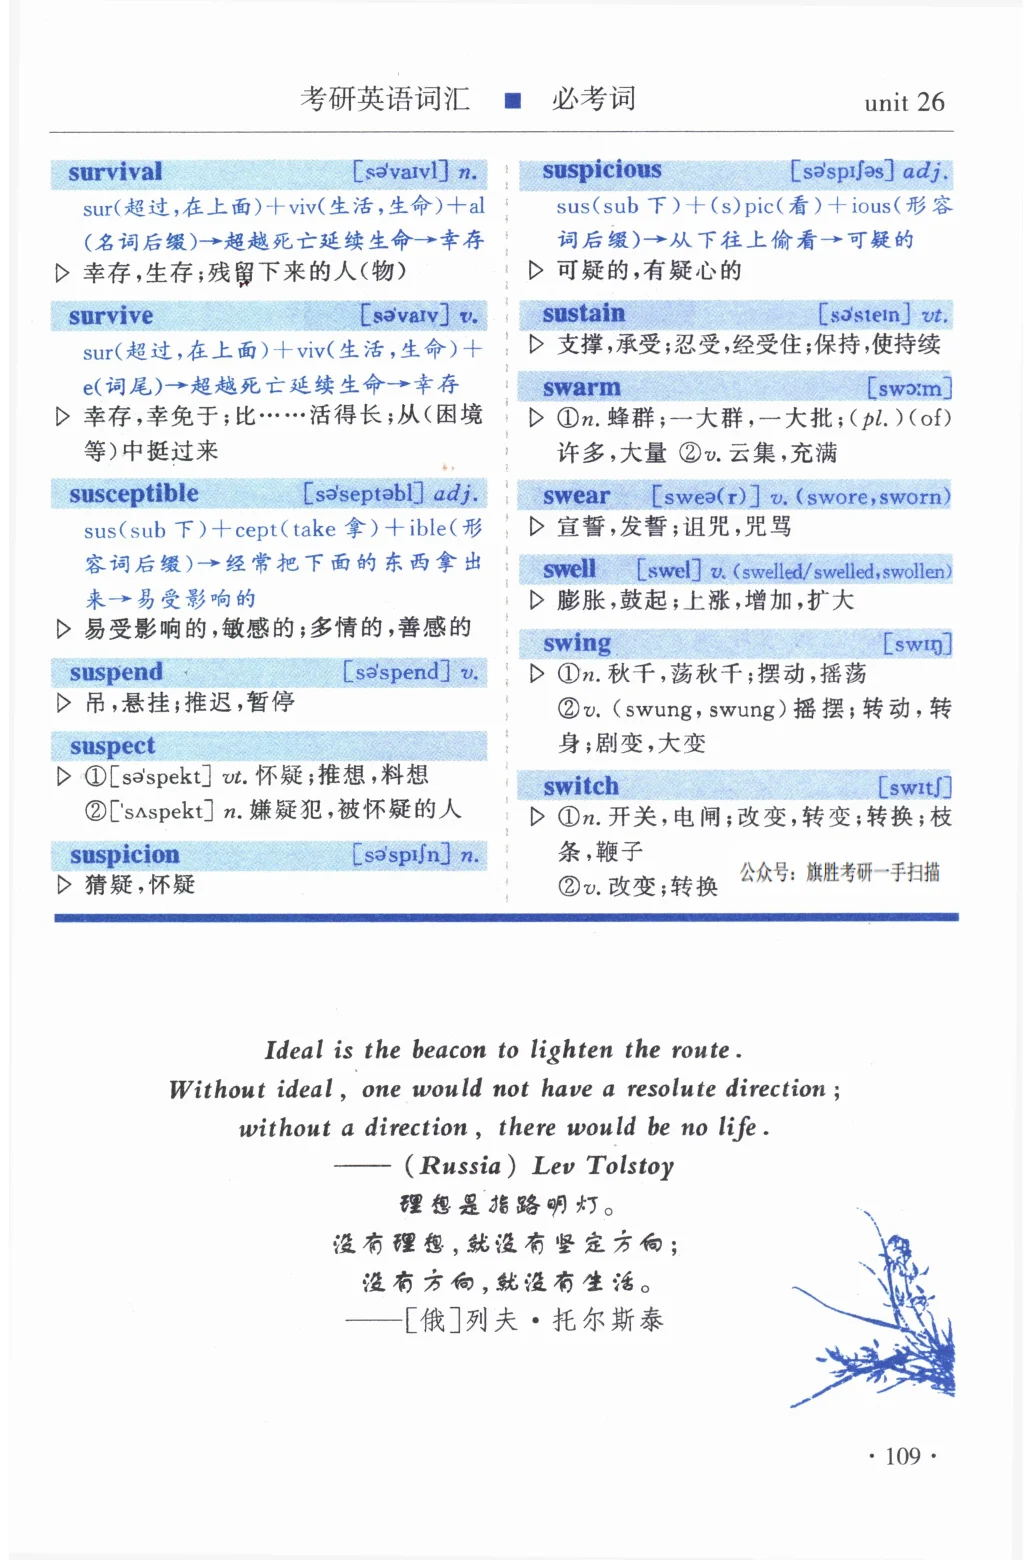 考研英语词汇 ■ 必考词 unit 26
survival [sə'vaɪvl] n.
sur(超过,在上面)+viv(生活,生命)+al
(名词后缀)→超越死亡延续生命→幸存
▷ 幸存,生存;残留下来的人(物)
survive [sə'vaɪv] v.
sur(超过,在上面)+viv(生活,生命)+
e(词尾)→超越死亡延续生命→幸存
▷ 幸存,幸免于;比……活得长;从(困境
等)中挺过来
susceptible [sə'septəbl] adj.
sus(sub 下)+cept(take 拿)+ible(形
容词后缀)→经常把下面的东西拿出
来→易受影响的
▷ 易受影响的,敏感的;多情的,善感的
suspend [sə'spend] v.
▷ 吊,悬挂;推迟,暂停
suspect
▷ ①[sə'spekt] vt. 怀疑;推想,料想
②['sʌspekt] n. 嫌疑犯,被怀疑的人
suspicion [sə'spɪʃn] n.
▷ 猜疑,怀疑
suspicious [sə'spɪʃəs] adj.
sus(sub 下)+(s)pic(看)+ious(形容
词后缀)→从下往上偷看→可疑的
▷ 可疑的,有疑心的
sustain [sə'steɪn] vt.
▷ 支撑,承受;忍受,经受住;保持,使持续
swarm [swɔːm]
▷ ①n. 蜂群;一大群,一大批;(pl.)(of)
许多,大量 ②v. 云集,充满
swear [sweə(r)] v. (swore,sworn)
▷ 宣誓,发誓;诅咒,咒骂
swell [swel] v. (swelled/swelled,swollen)
▷ 膨胀,鼓起;上涨,增加,扩大
swing [swɪŋ]
▷ ①n. 秋千,荡秋千;摆动,摇荡
②v. (swung, swung)摇摆;转动,转
身;剧变,大变
switch [swɪtʃ]
▷ ①n. 开关,电闸;改变,转变;转换;枝
条,鞭子
②v. 改变;转换
公众号：旗胜考研一手扫描
Ideal is the beacon to lighten the route.
Without ideal, one would not have a resolute direction;
without a direction, there would be no life.
——(Russia) Lev Tolstoy
理想是指路明灯。
没有理想,就没有坚定方向;
没有方向,就没有生活。
——[俄]列夫·托尔斯泰
·109·